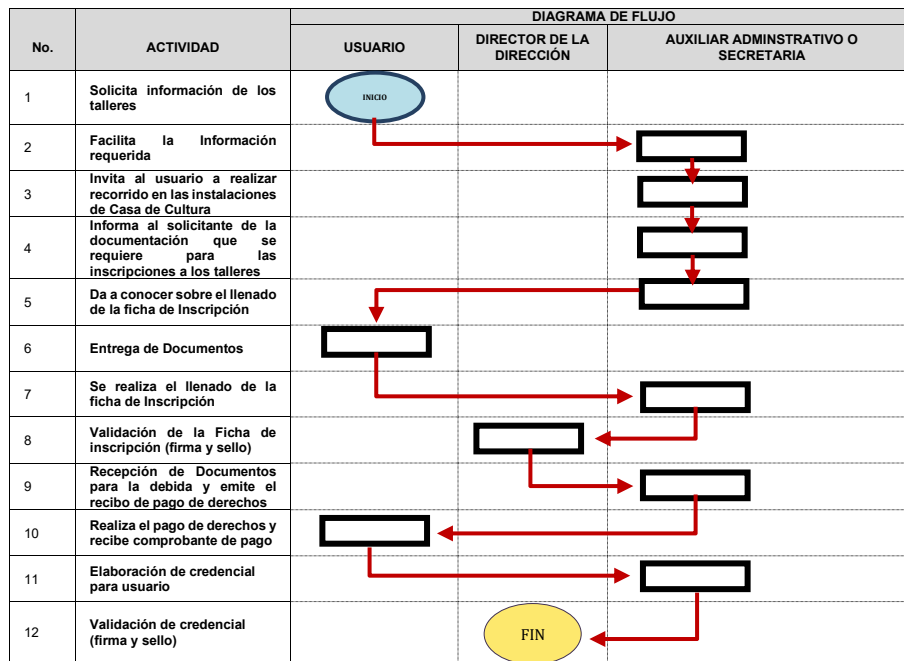 DIAGRAMA DE FLUJO
No.
ACTIVIDAD
USUARIO
DIRECTOR DE LA
DIRECCIÓN
AUXILIAR ADMINSTRATIVO O
SECRETARIA
1
Solicita información de los
talleres
INICIO
2
Facilita la Información
requerida
3
Invita al usuario a realizar
recorrido en las instalaciones
de Casa de Cultura
4
Informa al solicitante de la
documentación que se
requiere para las
inscripciones a los talleres
5
Da a conocer sobre el llenado
de la ficha de Inscripción
6
Entrega de Documentos
7
Se realiza el llenado de la
ficha de Inscripción
8
Validación de la Ficha de
inscripción (firma y sello)
9
Recepción de Documentos
para la debida y emite el
recibo de pago de derechos
10
Realiza el pago de derechos y
recibe comprobante de pago
11
Elaboración de credencial
para usuario
12
Validación de credencial
(firma y sello)
FIN